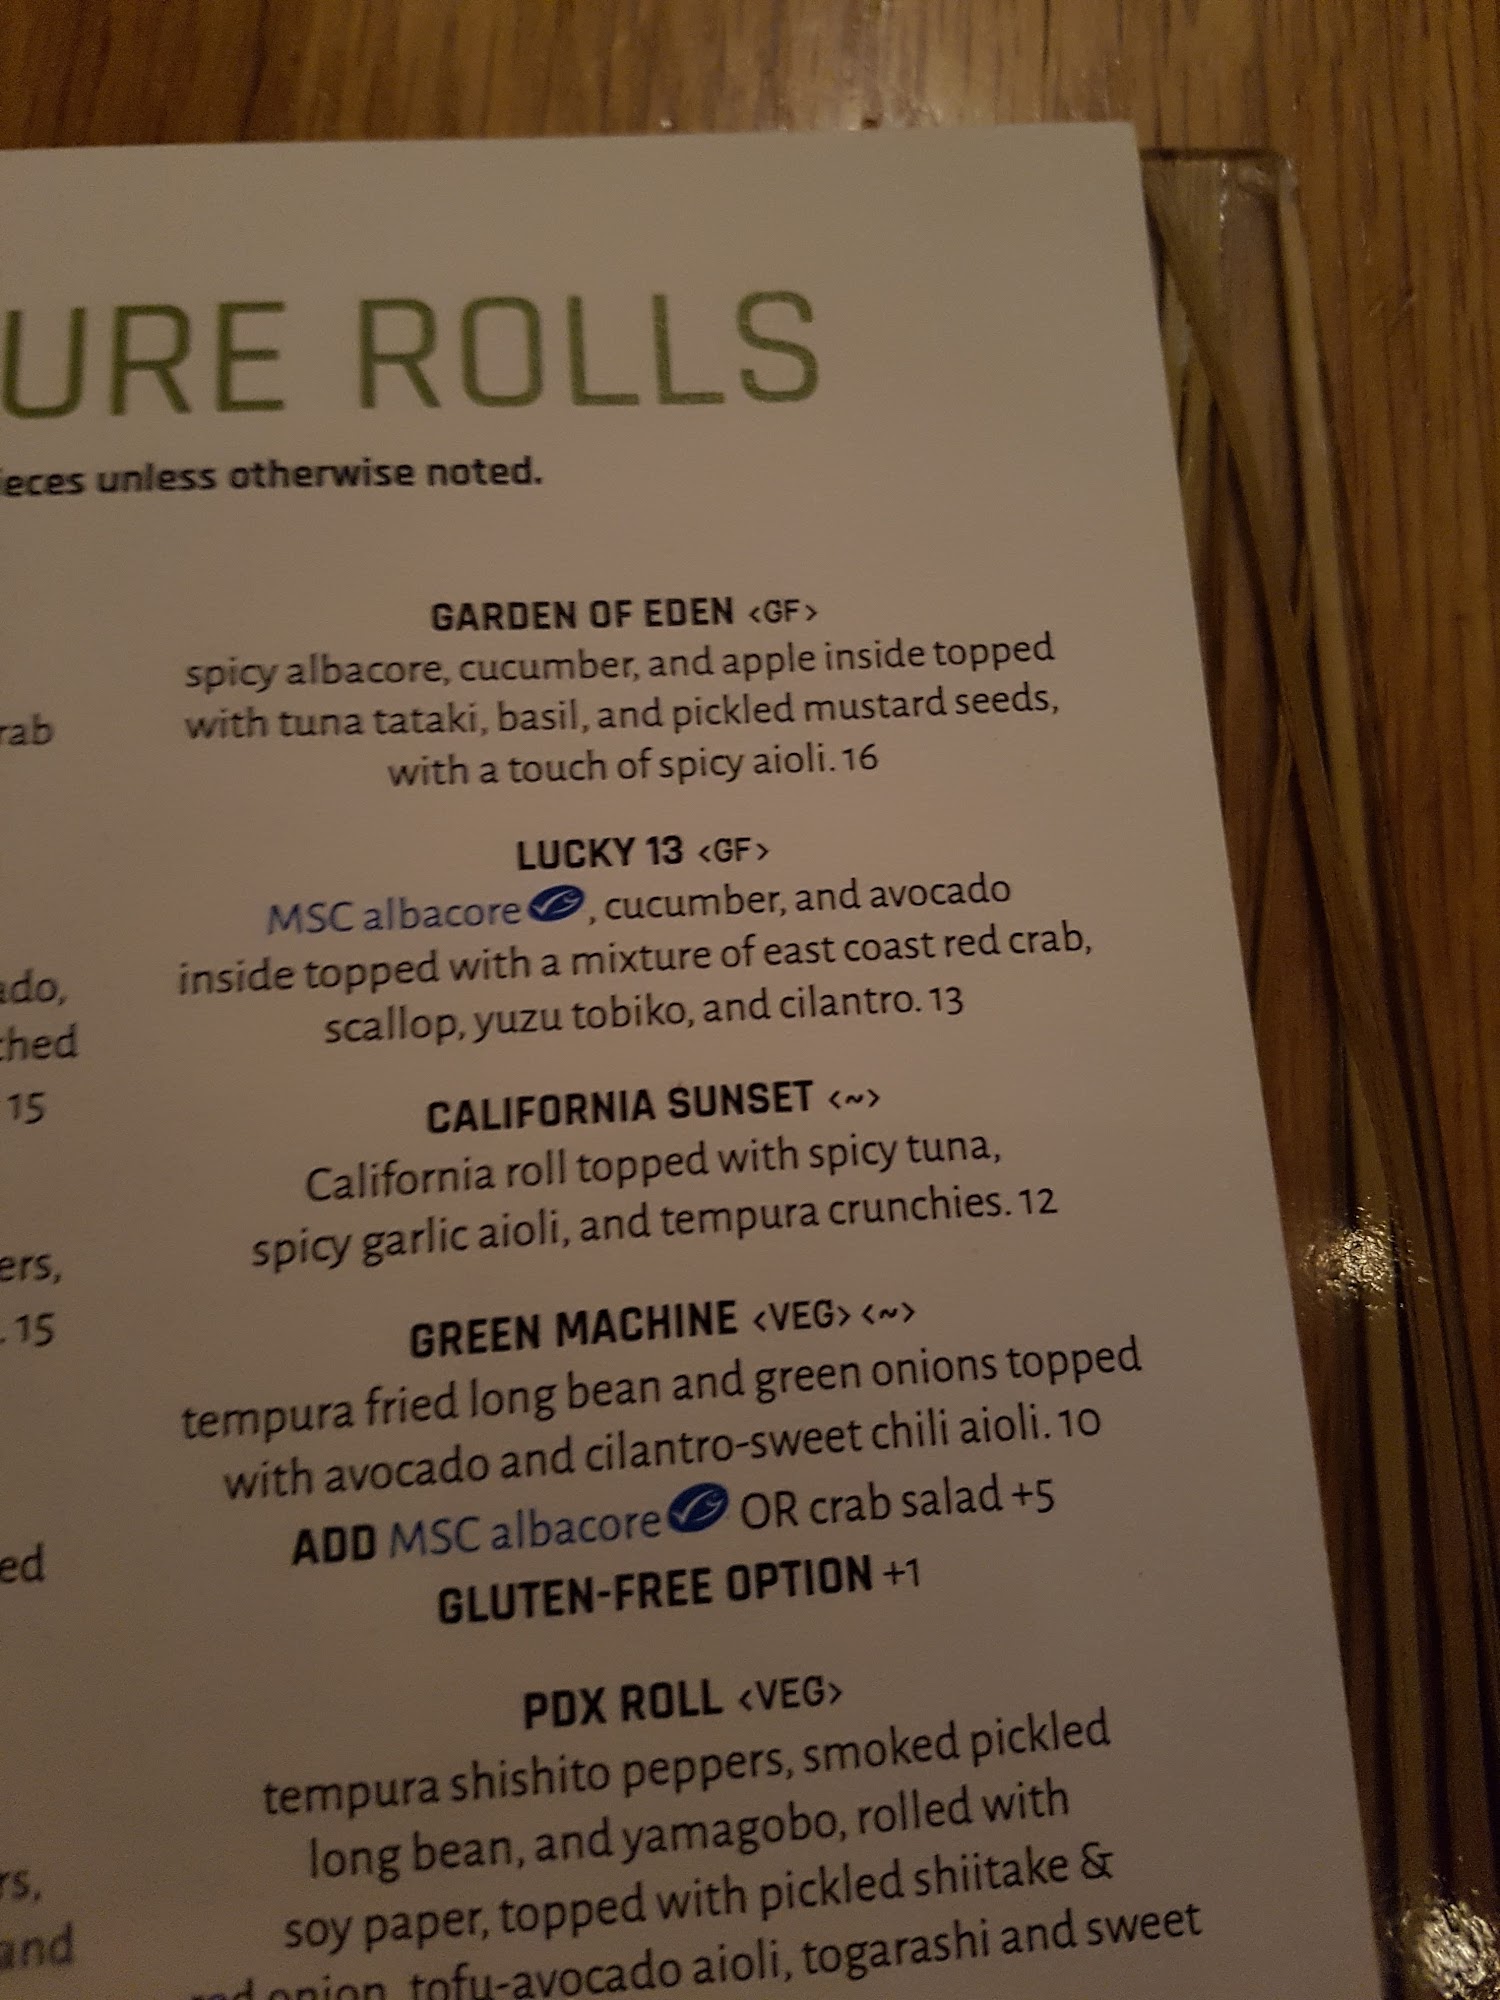 URE ROLLS
ieces unless otherwise noted.
rab
ado,
ched
15
ers,
. 15
ed
rs,
and
GARDEN OF EDEN <GF>
spicy albacore, cucumber, and apple inside topped
with tuna tataki, basil, and pickled mustard seeds,
with a touch of spicy aioli. 16
LUCKY 13 <GF>
MSC albacore, cucumber, and avocado
inside topped with a mixture of east coast red crab,
scallop, yuzu tobiko, and cilantro. 13
CALIFORNIA SUNSET <~>
California roll topped with spicy tuna,
spicy garlic aioli, and tempura crunchies. 12
GREEN MACHINE <VEG> <~>
tempura fried long bean and green onions topped
with avocado and cilantro-sweet chili aioli. 10
ADD MSC albacore OR crab salad +5
GLUTEN-FREE OPTION +1
PDX ROLL <VEG>
tempura shishito peppers, smoked pickled
long bean, and yamagobo, rolled with
soy paper, topped with pickled shiitake &
red onion, tofu-avocado aioli, togarashi and sweet